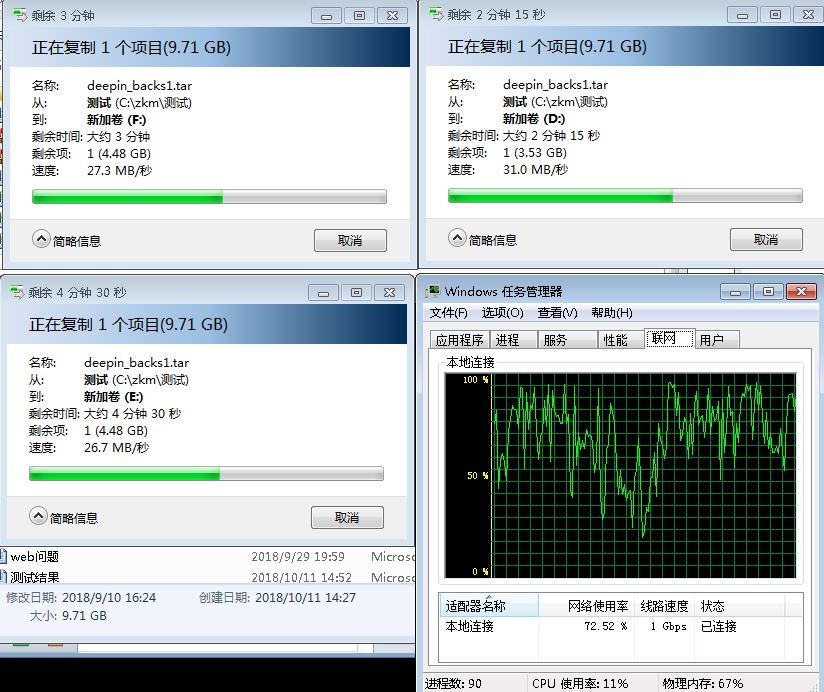 剩余 3 分钟
正在复制 1 个项目(9.71 GB)
名称: deepin_backs1.tar
从: 测试 (C:\zkm\测试)
到: 新加卷 (F:)
剩余时间: 大约 3 分钟
剩余项: 1 (4.48 GB)
速度: 27.3 MB/秒
简略信息
取消
剩余 2 分钟 15 秒
正在复制 1 个项目(9.71 GB)
名称: deepin_backs1.tar
从: 测试 (C:\zkm\测试)
到: 新加卷 (D:)
剩余时间: 大约 2 分钟 15 秒
剩余项: 1 (3.53 GB)
速度: 31.0 MB/秒
简略信息
取消
剩余 4 分钟 30 秒
正在复制 1 个项目(9.71 GB)
名称: deepin_backs1.tar
从: 测试 (C:\zkm\测试)
到: 新加卷 (E:)
剩余时间: 大约 4 分钟 30 秒
剩余项: 1 (4.48 GB)
速度: 26.7 MB/秒
简略信息
取消
web问题 2018/9/29 19:59 Microsc
测试结果 2018/10/11 14:52 Microsc
修改日期: 2018/9/10 16:24 创建日期: 2018/10/11 14:27
大小: 9.71 GB
Windows 任务管理器
文件(F) 选项(O) 查看(V) 帮助(H)
应用程序 进程 服务 性能 联网 用户
本地连接
100 %
50 %
0 %
适配器名称 网络使用率 线路速度 状态
本地连接 72.52 % 1 Gbps 已连接
进程数: 90 CPU 使用率: 11% 物理内存: 67%